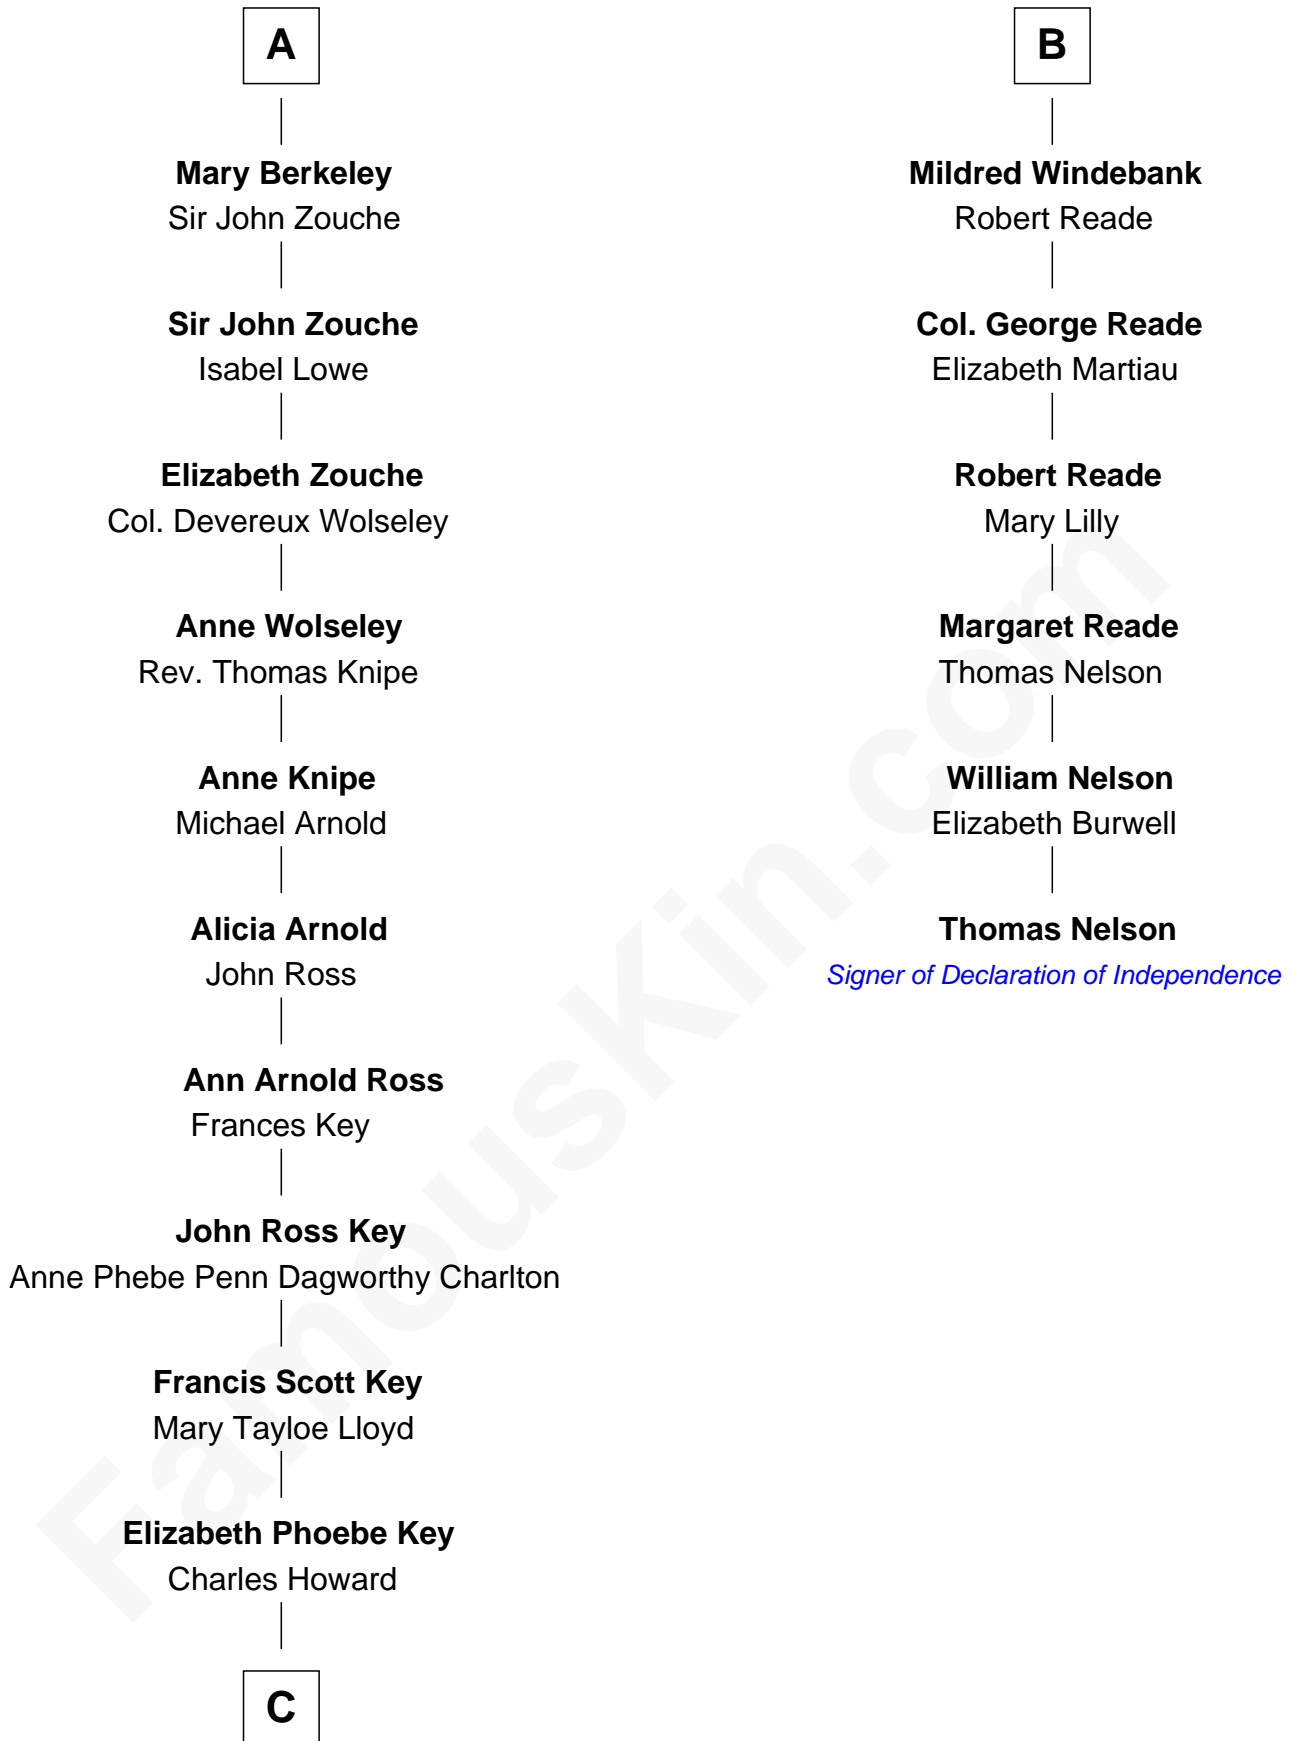 A
Mary Berkeley
Sir John Zouche
Sir John Zouche
Isabel Lowe
Elizabeth Zouche
Col. Devereux Wolseley
Anne Wolseley
Rev. Thomas Knipe
Anne Knipe
Michael Arnold
Alicia Arnold
John Ross
Ann Arnold Ross
Frances Key
John Ross Key
Anne Phebe Penn Dagworthy Charlton
Francis Scott Key
Mary Tayloe Lloyd
Elizabeth Phoebe Key
Charles Howard
C
B
Mildred Windebank
Robert Reade
Col. George Reade
Elizabeth Martiau
Robert Reade
Mary Lilly
Margaret Reade
Thomas Nelson
William Nelson
Elizabeth Burwell
Thomas Nelson
Signer of Declaration of Independence
FamousKin.com